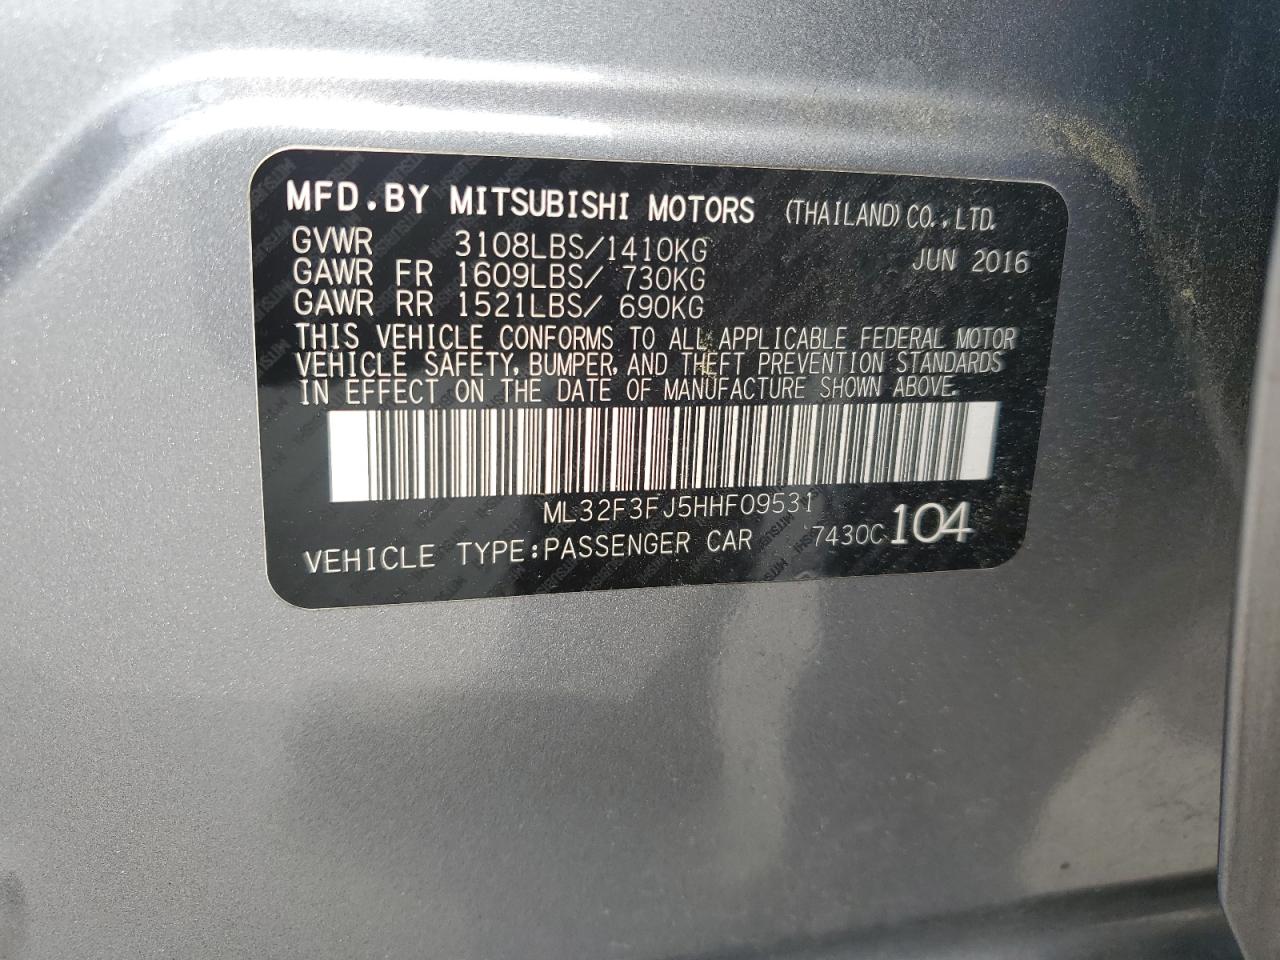 MFD.BY MITSUBISHI MOTORS (THAILAND)CO.,LTD.
GVWR 3108LBS/1410KG JUN 2016
GAWR FR 1609LBS/ 730KG
GAWR RR 1521LBS/ 690KG
THIS VEHICLE CONFORMS TO ALL APPLICABLE FEDERAL MOTOR
VEHICLE SAFETY, BUMPER, AND THEFT PREVENTION STANDARDS
IN EFFECT ON THE DATE OF MANUFACTURE SHOWN ABOVE.
ML32F3FJ5HHF09531
VEHICLE TYPE:PASSENGER CAR 7430C 104